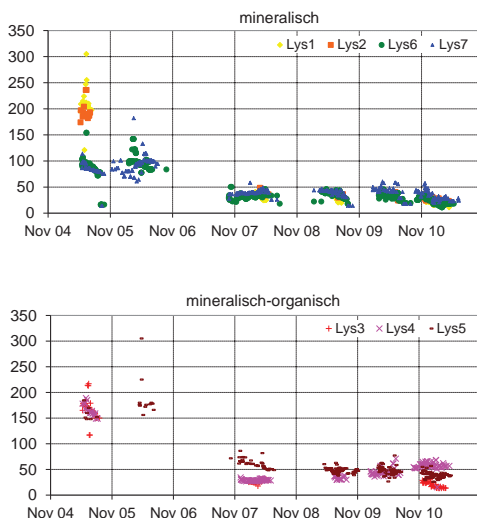 mineralisch
350
300
250
200
150
100
50
0
Lys1 Lys2 Lys6 Lys7
Nov 04 Nov 05 Nov 06 Nov 07 Nov 08 Nov 09 Nov 10
mineralisch-organisch
350
300
250
200
150
100
50
0
Lys3 Lys4 Lys5
Nov 04 Nov 05 Nov 06 Nov 07 Nov 08 Nov 09 Nov 10